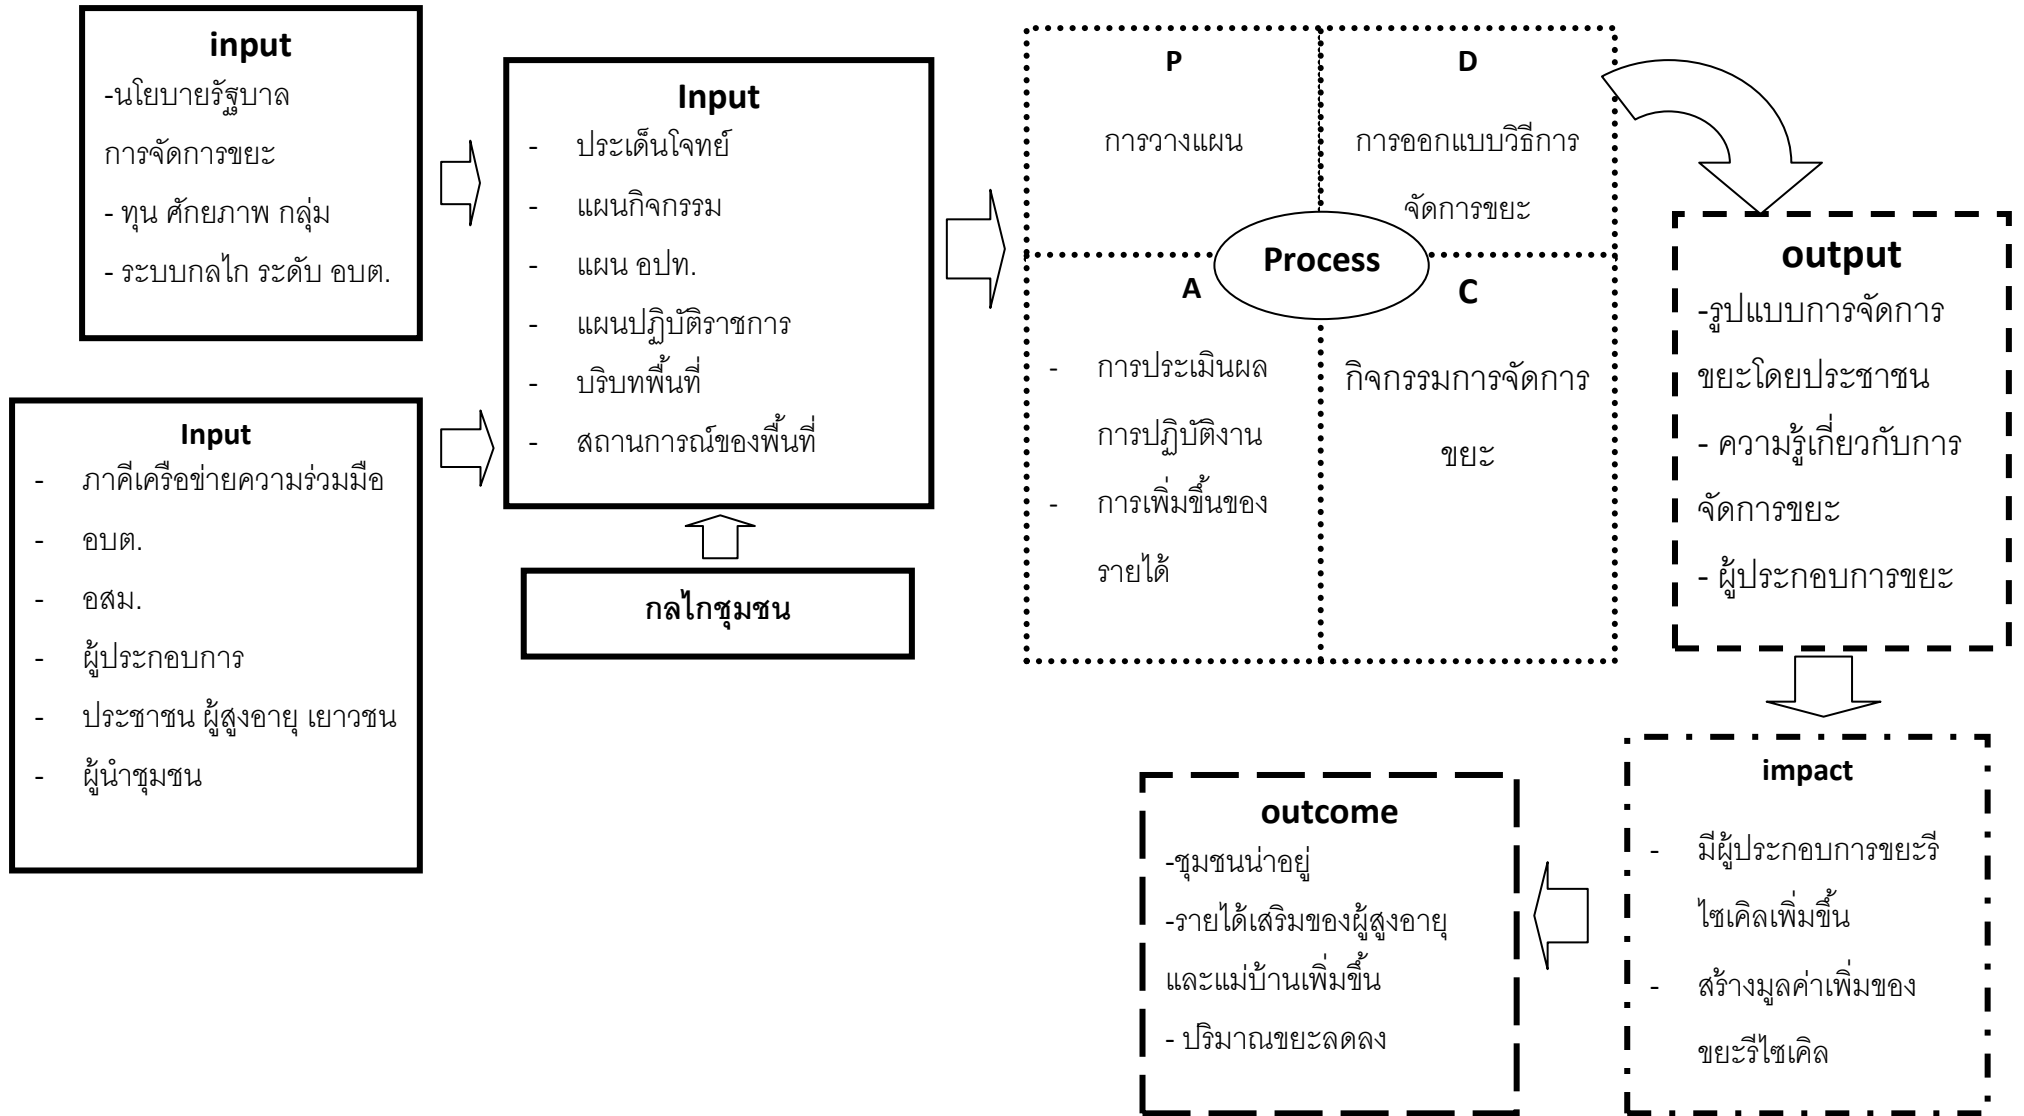 input
-นโยบายรัฐบาล
การจัดการขยะ
- ทุน ศักยภาพ กลุ่ม
- ระบบกลไก ระดับ อบต.
Input
- ภาคีเครือข่ายความร่วมมือ
- อบต.
- อสม.
- ผู้ประกอบการ
- ประชาชน ผู้สูงอายุ เยาวชน
- ผู้นำชุมชน
Input
- ประเด็นโจทย์
- แผนกิจกรรม
- แผน อปท.
- แผนปฏิบัติราชการ
- บริบทพื้นที่
- สถานการณ์ของพื้นที่
กลไกชุมชน
P
การวางแผน
D
การออกแบบวิธีการ
จัดการขยะ
Process
A
- การประเมินผล
การปฏิบัติงาน
- การเพิ่มขึ้นของ
รายได้
C
กิจกรรมการจัดการ
ขยะ
output
-รูปแบบการจัดการ
ขยะโดยประชาชน
- ความรู้เกี่ยวกับการ
จัดการขยะ
- ผู้ประกอบการขยะ
impact
- มีผู้ประกอบการขยะรี
ไซเคิลเพิ่มขึ้น
- สร้างมูลค่าเพิ่มของ
ขยะรีไซเคิล
outcome
-ชุมชนน่าอยู่
-รายได้เสริมของผู้สูงอายุ
และแม่บ้านเพิ่มขึ้น
- ปริมาณขยะลดลง